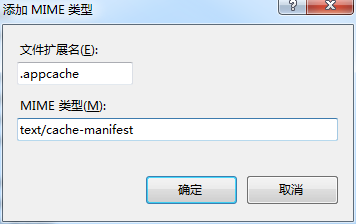 添加 MIME 类型
文件扩展名(E):
.appcache
MIME 类型(M):
text/cache-manifest
确定
取消